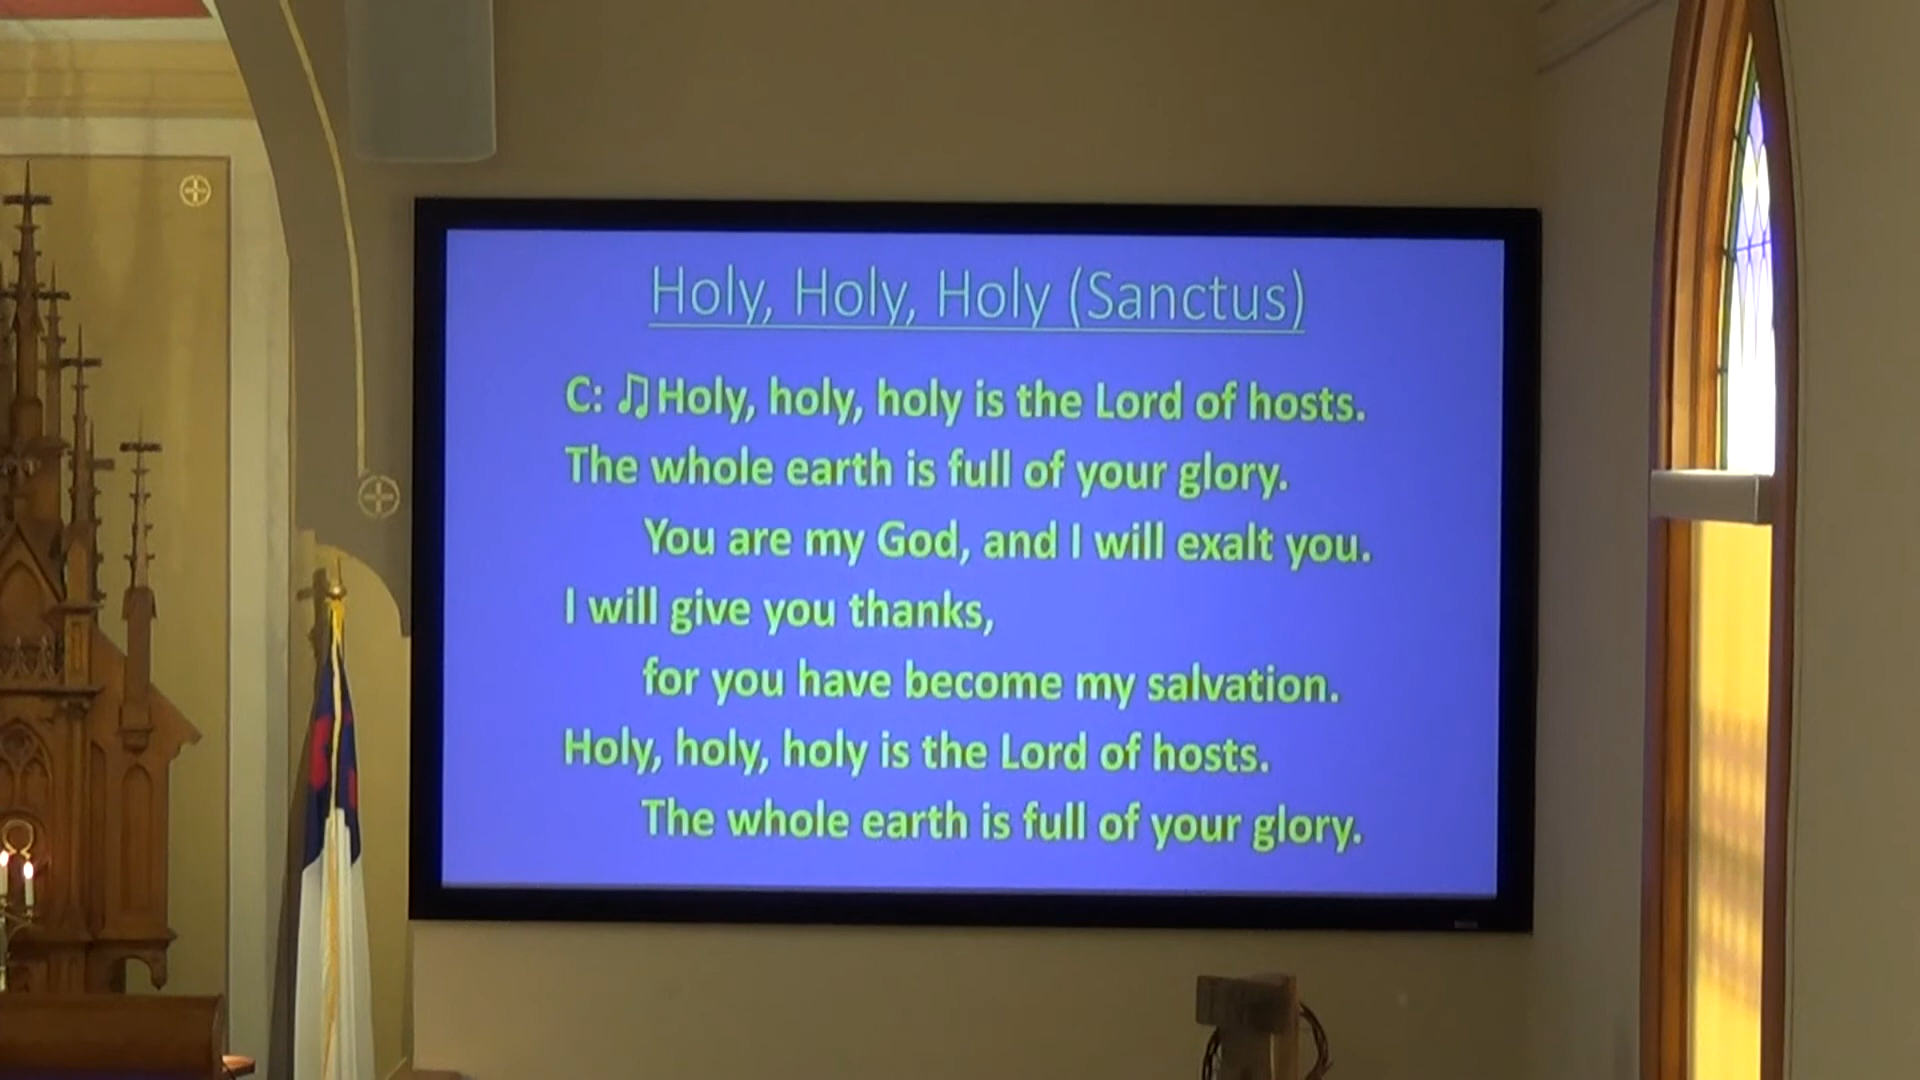 Holy, Holy, Holy (Sanctus)
C: ♫Holy, holy, holy is the Lord of hosts.
The whole earth is full of your glory.
You are my God, and I will exalt you.
I will give you thanks,
for you have become my salvation.
Holy, holy, holy is the Lord of hosts.
The whole earth is full of your glory.